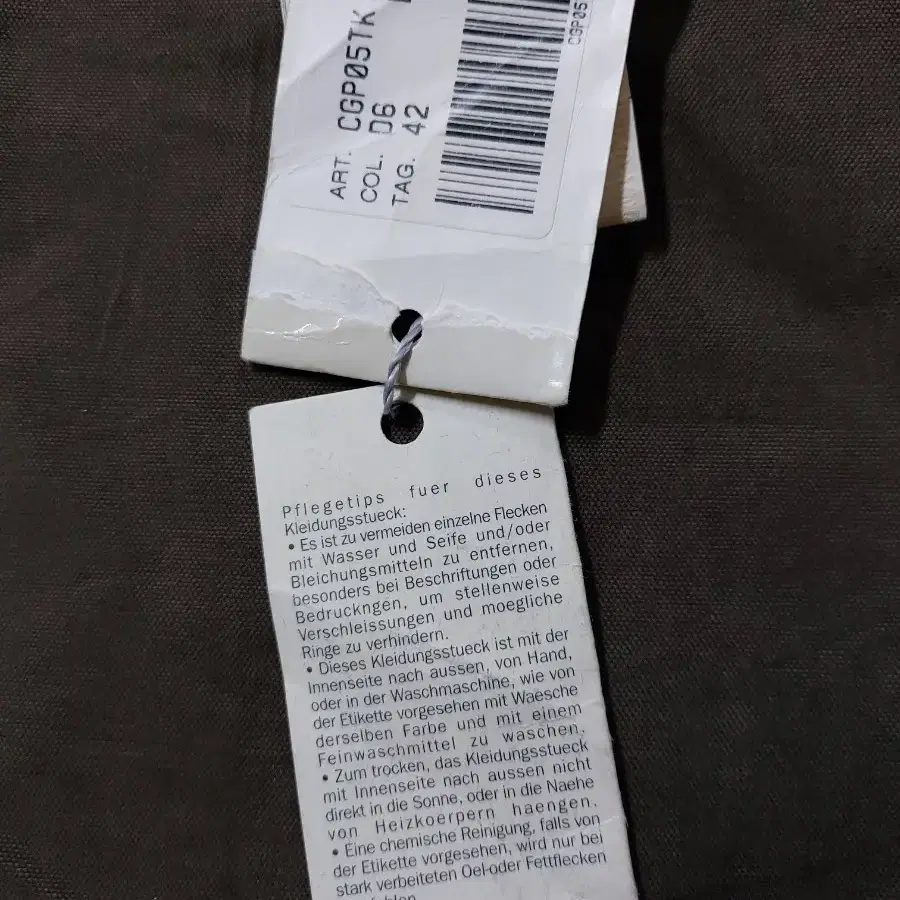 ART. CGP05TK
COL. D6
TAG. 42
CGP05
Pflegetips fuer dieses
Kleidungsstueck:
• Es ist zu vermeiden einzelne Flecken
mit Wasser und Seife und/oder
Bleichungsmitteln zu entfernen,
besonders bei Beschriftungen oder
Bedruckngen, um stellenweise
Verschleissungen und moegliche
Ringe zu verhindern.
• Dieses Kleidungsstueck ist mit der
Innenseite nach aussen, von Hand,
oder in der Waschmaschine, wie von
der Etikette vorgesehen mit Waesche
derselben Farbe und mit einem
Feinwaschmittel zu waschen.
• Zum trocken, das Kleidungsstueck
mit Innenseite nach aussen nicht
direkt in die Sonne, oder in die Naehe
von Heizkoerpern haengen.
• Eine chemische Reinigung, falls von
der Etikette vorgesehen, wird nur bei
stark verbeiteten Oel-oder Fettflecken